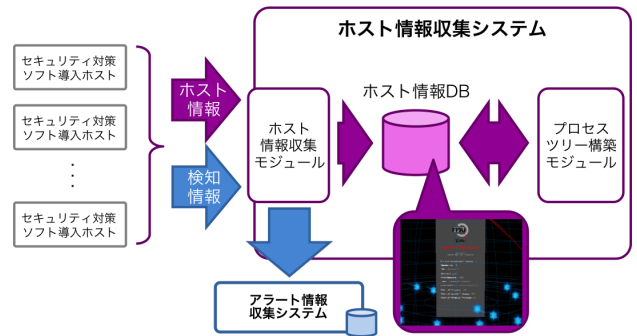 ホスト情報収集システム
セキュリティ対策
ソフト導入ホスト
セキュリティ対策
ソフト導入ホスト
・
・
・
セキュリティ対策
ソフト導入ホスト
ホスト
情報
検知
情報
ホスト
情報収集
モジュール
ホスト情報DB
プロセス
ツリー構築
モジュール
アラート情報
収集システム